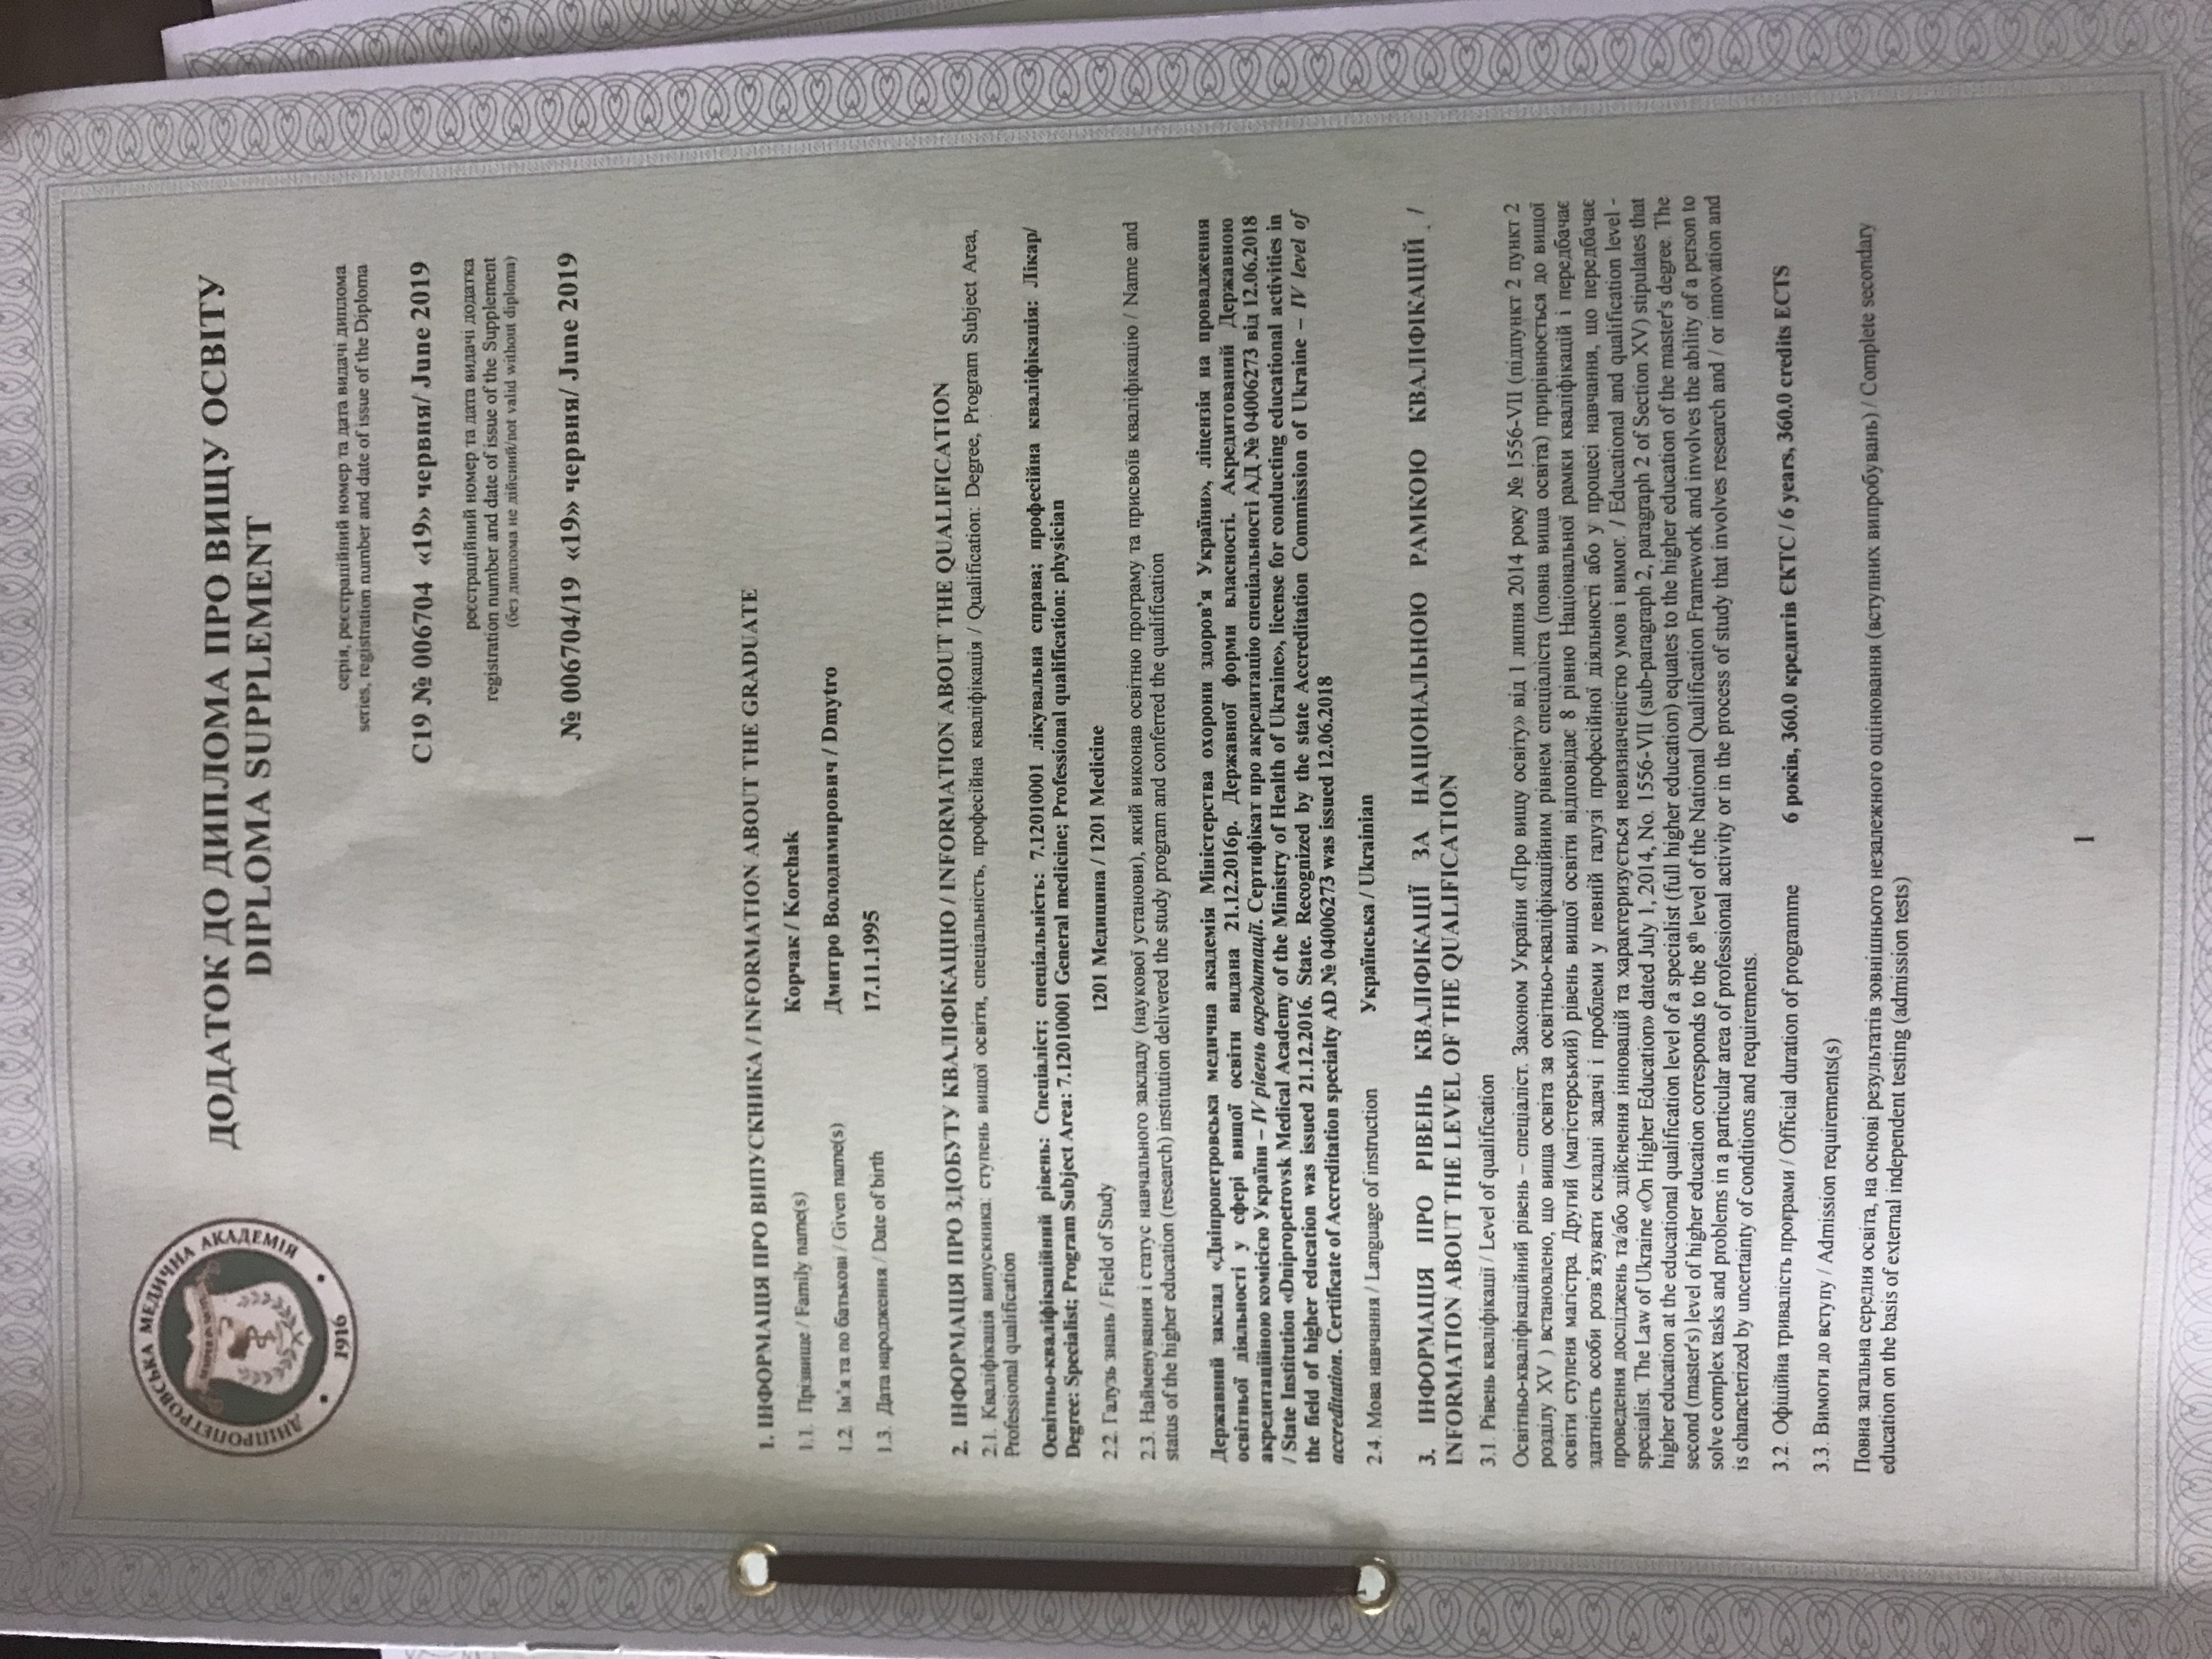 ДНІПРОПЕТРОВСЬКА МЕДИЧНА АКАДЕМІЯ
1916
ДОДАТОК ДО ДИПЛОМА ПРО ВИЩУ ОСВІТУ
DIPLOMA SUPPLEMENT
серія, реєстраційний номер та дата видачі диплома
series, registration number and date of issue of the Diploma
С19 № 006704 «19» червня/ June 2019
реєстраційний номер та дата видачі додатка
registration number and date of issue of the Supplement
(без диплома не дійсний/not valid without diploma)
№ 006704/19 «19» червня/ June 2019
1. ІНФОРМАЦІЯ ПРО ВИПУСКНИКА / INFORMATION ABOUT THE GRADUATE
1.1. Прізвище / Family name(s) Корчак / Korchak
1.2. Ім’я та по батькові / Given name(s) Дмитро Володимирович / Dmytro
1.3. Дата народження / Date of birth 17.11.1995
2. ІНФОРМАЦІЯ ПРО ЗДОБУТУ КВАЛІФІКАЦІЮ / INFORMATION ABOUT THE QUALIFICATION
2.1. Кваліфікація випускника: ступень вищої освіти, спеціальність, професійна кваліфікація / Qualification: Degree, Program Subject Area,
Professional qualification
Освітньо-кваліфікаційний рівень: Спеціаліст; спеціальність: 7.12010001 лікувальна справа; професійна кваліфікація: Лікар/
Degree: Specialist; Program Subject Area: 7.12010001 General medicine; Professional qualification: physician
2.2. Галузь знань / Field of Study 1201 Медицина / 1201 Medicine
2.3. Найменування і статус навчального закладу (наукової установи), який виконав освітню програму та присвоїв кваліфікацію / Name and
status of the higher education (research) institution delivered the study program and conferred the qualification
Державний заклад «Дніпропетровська медична академія Міністерства охорони здоров’я України», ліцензія на провадження
освітньої діяльності у сфері вищої освіти видана 21.12.2016р. Державної форми власності. Акредитований Державною
акредитаційною комісією України – IV рівень акредитації. Сертифікат про акредитацію спеціальності АД № 04006273 від 12.06.2018
/ State Institution «Dnipropetrovsk Medical Academy of the Ministry of Health of Ukraine», license for conducting educational activities in
the field of higher education was issued 21.12.2016. State. Recognized by the state Accreditation Commission of Ukraine – IV level of
accreditation. Certificate of Accreditation specialty AD № 04006273 was issued 12.06.2018
2.4. Мова навчання / Language of instruction Українська / Ukrainian
3. ІНФОРМАЦІЯ ПРО РІВЕНЬ КВАЛІФІКАЦІЇ ЗА НАЦІОНАЛЬНОЮ РАМКОЮ КВАЛІФІКАЦІЙ /
INFORMATION ABOUT THE LEVEL OF THE QUALIFICATION
3.1. Рівень кваліфікації / Level of qualification
Освітньо-кваліфікаційний рівень – спеціаліст. Законом України «Про вищу освіту» від 1 липня 2014 року № 1556-VII (підпункт 2 пункт 2
розділу XV ) встановлено, що вища освіта за освітньо-кваліфікаційним рівнем спеціаліста (повна вища освіта) прирівнюється до вищої
освіти ступеня магістра. Другий (магістерський) рівень вищої освіти відповідає 8 рівню Національної рамки кваліфікацій і передбачає
здатність особи розв’язувати складні задачі і проблеми у певній галузі професійної діяльності або у процесі навчання, що передбачає
проведення досліджень та/або здійснення інновацій та характеризується невизначеністю умов і вимог. / Educational and qualification level -
specialist. The Law of Ukraine «On Higher Education» dated July 1, 2014, No. 1556-VII (sub-paragraph 2, paragraph 2 of Section XV) stipulates that
higher education at the educational qualification level of a specialist (full higher education) equates to the higher education of the master's degree. The
second (master's) level of higher education corresponds to the 8th level of the National Qualification Framework and involves the ability of a person to
solve complex tasks and problems in a particular area of professional activity or in the process of study that involves research and / or innovation and
is characterized by uncertainty of conditions and requirements.
3.2. Офіційна тривалість програми / Official duration of programme 6 років, 360.0 кредитів ЄКТС / 6 years, 360.0 credits ECTS
3.3. Вимоги до вступу / Admission requirements(s)
Повна загальна середня освіта, на основі результатів зовнішнього незалежного оцінювання (вступних випробувань) / Complete secondary
education on the basis of external independent testing (admission tests)
1